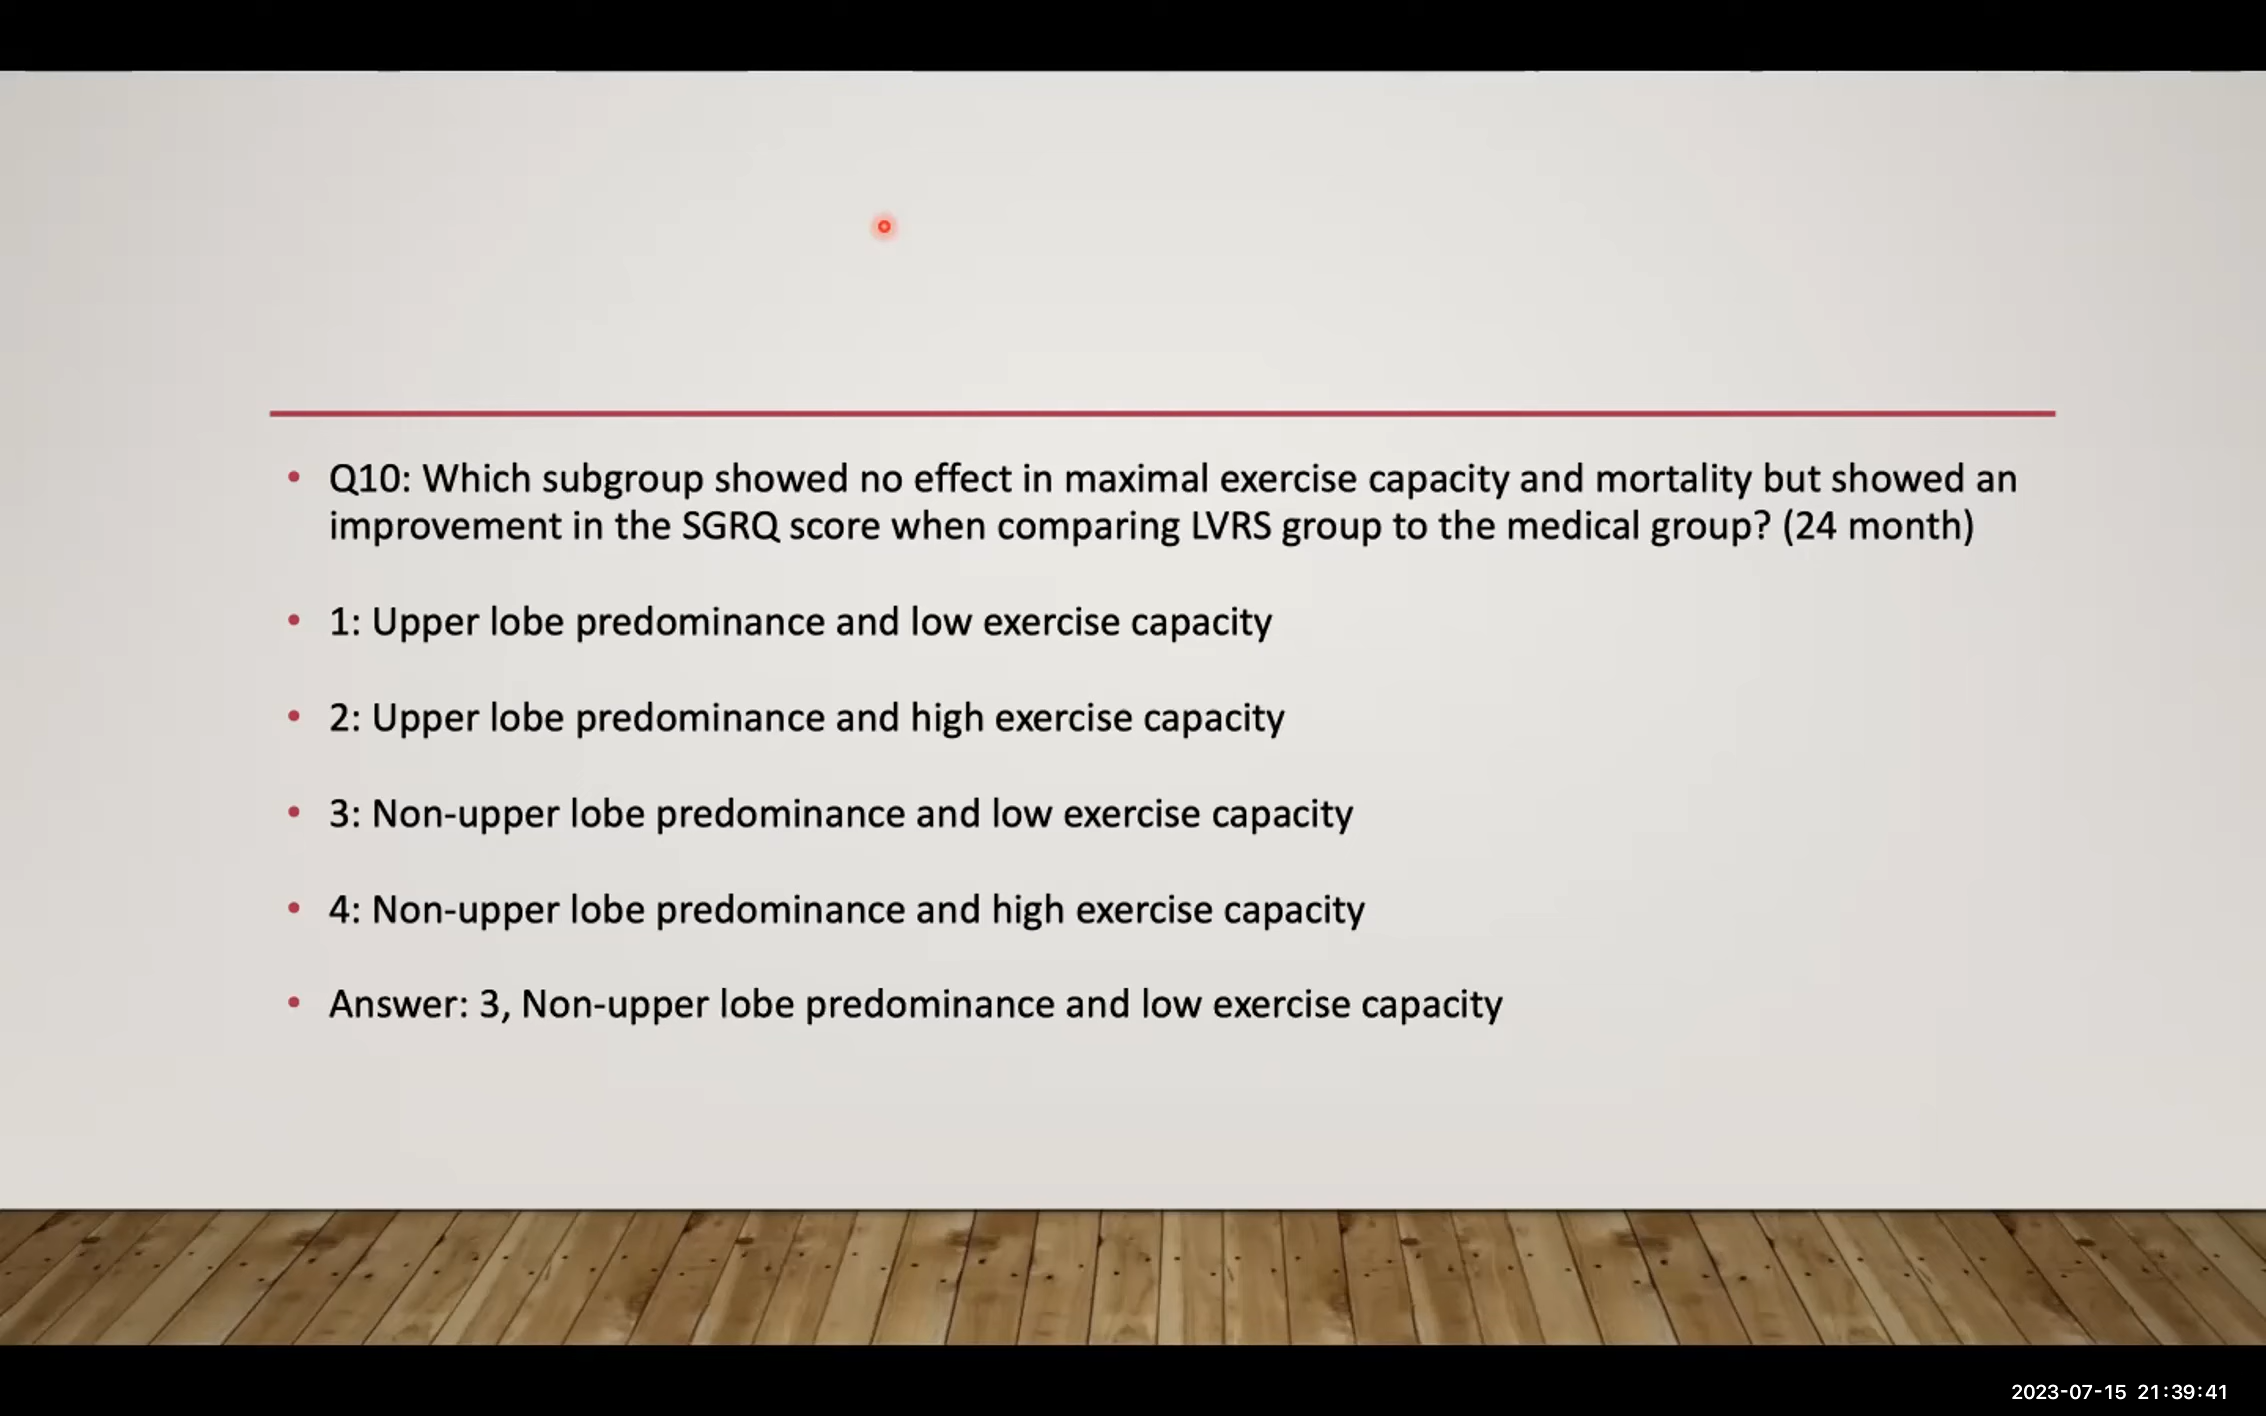 • Q10: Which subgroup showed no effect in maximal exercise capacity and mortality but showed an
improvement in the SGRQ score when comparing LVRS group to the medical group? (24 month)
• 1: Upper lobe predominance and low exercise capacity
• 2: Upper lobe predominance and high exercise capacity
• 3: Non-upper lobe predominance and low exercise capacity
• 4: Non-upper lobe predominance and high exercise capacity
• Answer: 3, Non-upper lobe predominance and low exercise capacity
2023-07-15 21:39:41